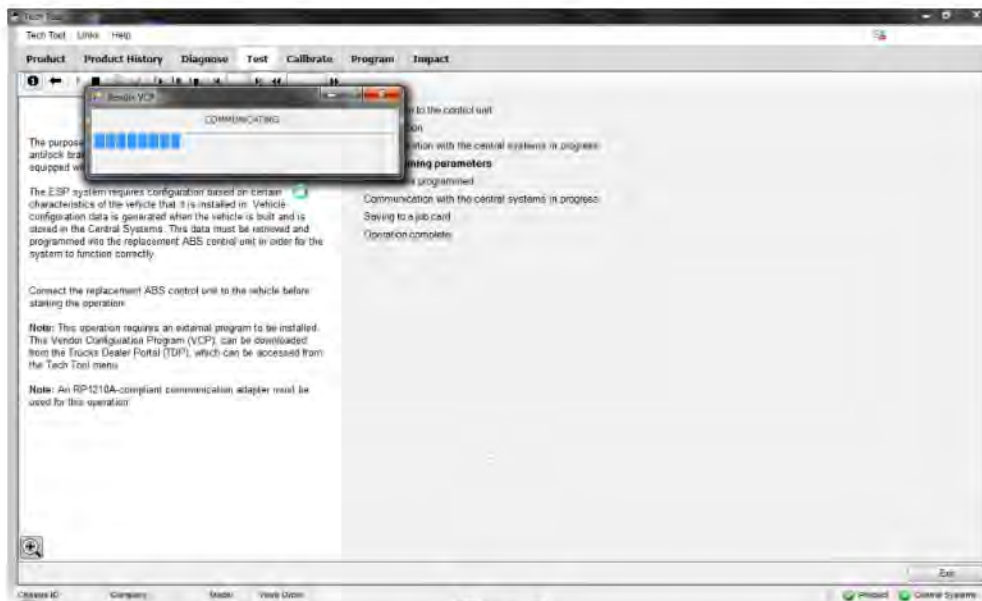 Tech Tool
Tech Tool Links Help
Product Product History Diagnose Test Calibrate Program Impact
Bendix VCP
COMMUNICATING
The purpose
antilock
equipped
The ESP system requires configuration based on certain
characteristics of the vehicle that it is installed in. Vehicle
configuration data is generated when the vehicle is built and is
stored in the Central Systems. This data must be retrieved and
programmed into the replacement ABS control unit in order for the
system to function correctly.
Connect the replacement ABS control unit to the vehicle before
starting the operation.
Note: This operation requires an external program to be installed.
This Vendor Configuration Program (VCP), can be downloaded
from the Trucks Dealer Portal (TDP), which can be accessed from
the Tech Tool menu.
Note: An RP1210A-compliant communication adapter must be
used for this operation.
to the control unit
with the central systems in progress
parameters
programmed
Communication with the central systems in progress
Saving to a job card
Operation complete
Exit
Chassis ID Company Model Work Order Product Central Systems